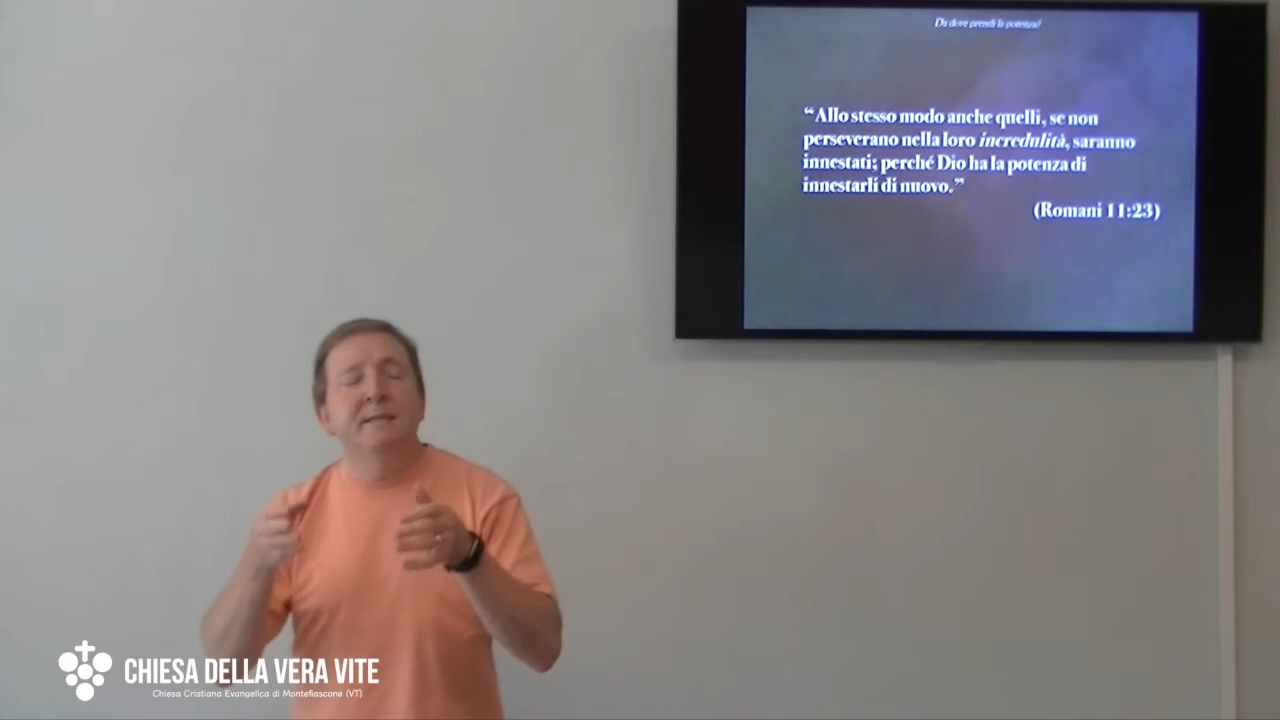 Da dove prendi la potenza?
“Allo stesso modo anche quelli, se non
perseverano nella loro incredulità, saranno
innestati; perché Dio ha la potenza di
innestarli di nuovo.”
(Romani 11:23)
CHIESA DELLA VERA VITE
Chiesa Cristiana Evangelica di Montefiascone (VT)